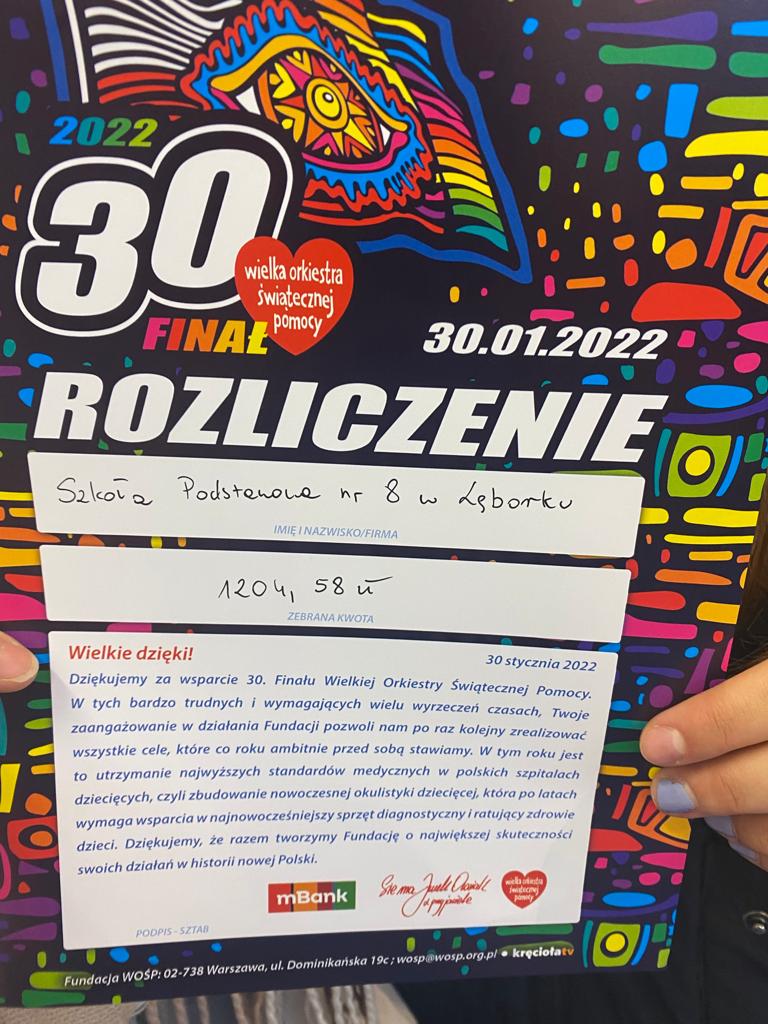 2022
30
FINAŁ
wielka orkiestra
świątecznej
pomocy
30.01.2022
ROZLICZENIE
Szkoła Podstawowa nr 8 w Lęborku
IMIĘ I NAZWISKO/FIRMA
1204, 58 zł
ZEBRANA KWOTA
Wielkie dzięki!
30 stycznia 2022
Dziękujemy za wsparcie 30. Finału Wielkiej Orkiestry Świątecznej Pomocy.
W tych bardzo trudnych i wymagających wielu wyrzeczeń czasach, Twoje
zaangażowanie w działania Fundacji pozwoli nam po raz kolejny zrealizować
wszystkie cele, które co roku ambitnie przed sobą stawiamy. W tym roku jest
to utrzymanie najwyższych standardów medycznych w polskich szpitalach
dziecięcych, czyli zbudowanie nowoczesnej okulistyki dziecięcej, która po latach
wymaga wsparcia w najnowocześniejszy sprzęt diagnostyczny i ratujący zdrowie
dzieci. Dziękujemy, że razem tworzymy Fundację o największej skuteczności
swoich działań w historii nowej Polski.
mBank
Siema Jurek Owsiak
i przyjaciele
wielka orkiestra
świątecznej
pomocy
PODPIS - SZTAB
Fundacja WOŚP: 02-738 Warszawa, ul. Dominikańska 19c ; wosp@wosp.org.pl • kręciołatv